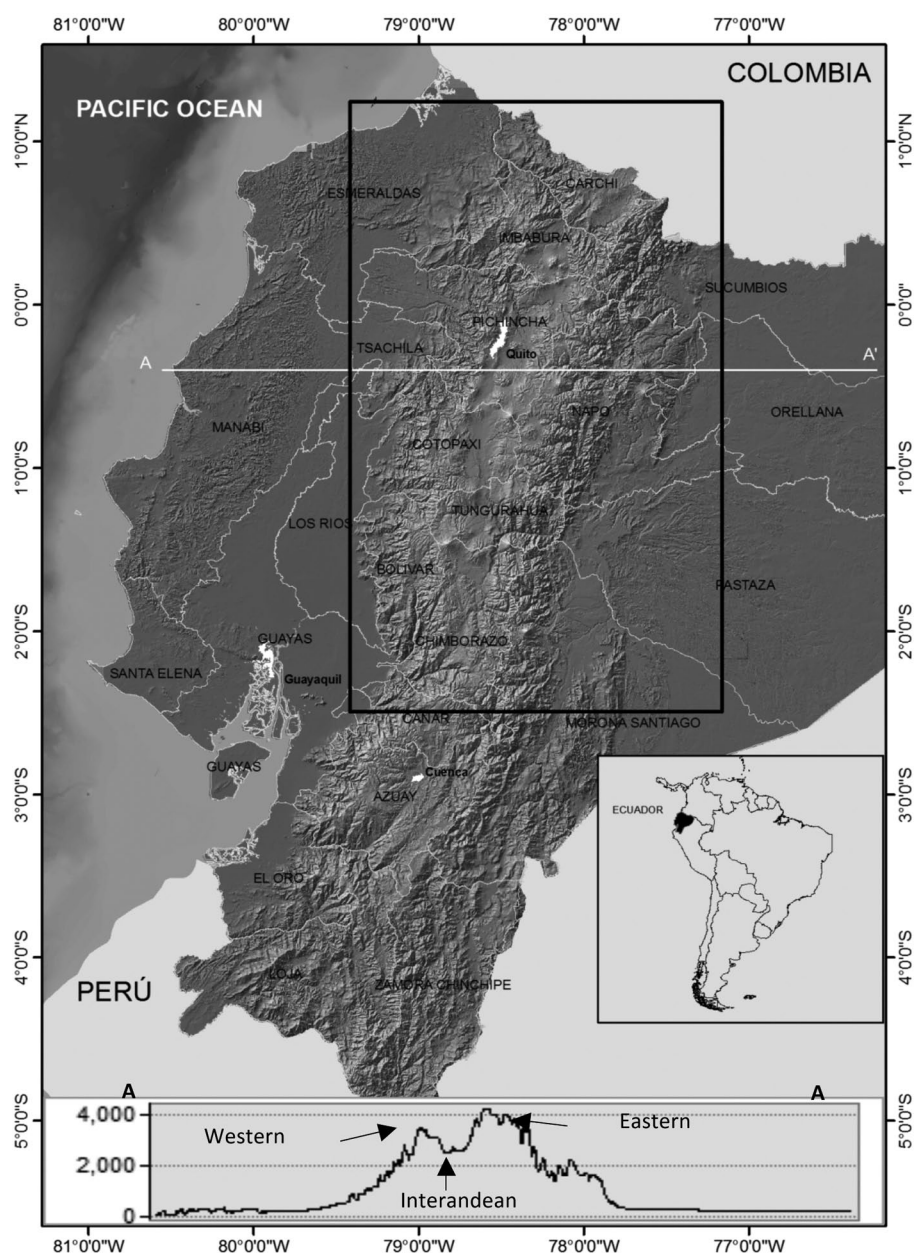 81°0'0"W 80°0'0"W 79°0'0"W 78°0'0"W 77°0'0"W
COLOMBIA
PACIFIC OCEAN
1°0'0"N 1°0'0"N
CARCHI
ESMERALDAS
IMBABURA
SUCUMBIOS
0°0'0" 0°0'0"
PICHINCHA
TSACHILA
Quito
A A'
NAPO
ORELLANA
MANABI
COTOPAXI
1°0'0"S 1°0'0"S
TUNGURAHUA
LOS RIOS
BOLIVAR
PASTAZA
2°0'0"S 2°0'0"S
GUAYAS
CHIMBORAZO
SANTA ELENA
Guayaquil
CAÑAR
MORONA SANTIAGO
GUAYAS
Cuenca
3°0'0"S 3°0'0"S
AZUAY
ECUADOR
EL ORO
4°0'0"S 4°0'0"S
LOJA
ZAMORA CHINCHIPE
PERÚ
A A
5°0'0"S 5°0'0"S
4,000
Eastern
Western
2,000
Interandean
0
81°0'0"W 80°0'0"W 79°0'0"W 78°0'0"W 77°0'0"W